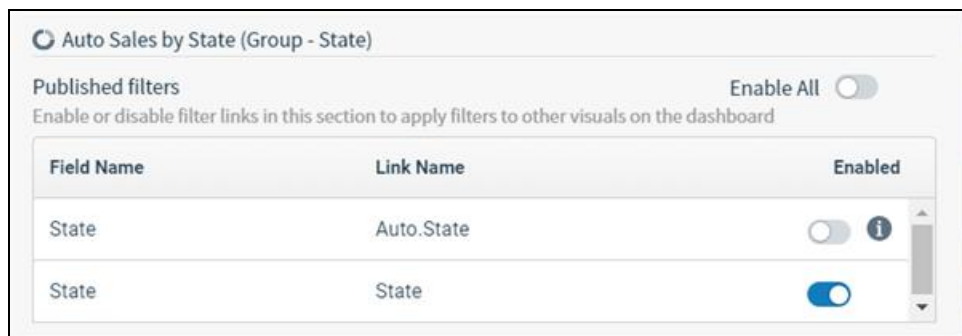 Auto Sales by State (Group - State)
Published filters Enable All
Enable or disable filter links in this section to apply filters to other visuals on the dashboard
Field Name Link Name Enabled
State Auto.State
State State